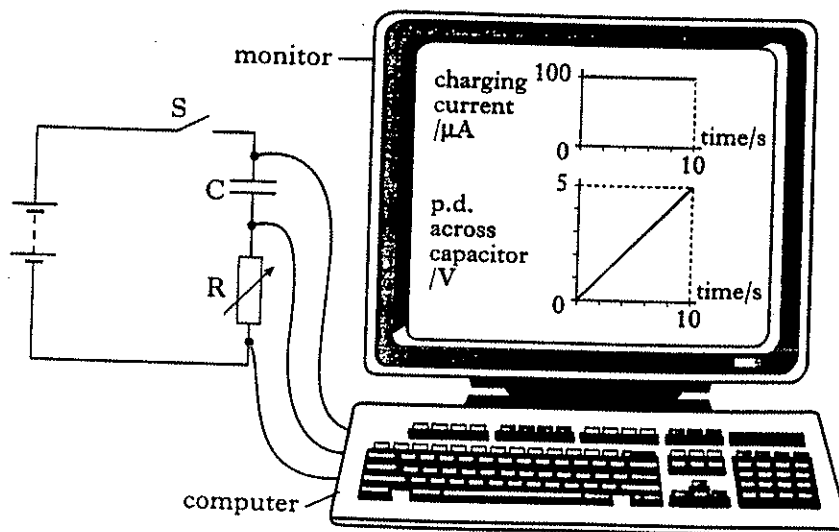 monitor
S
C
R
computer
charging
current
/μA
100
0
time/s
10
p.d.
across
capacitor
/V
5
0
time/s
10